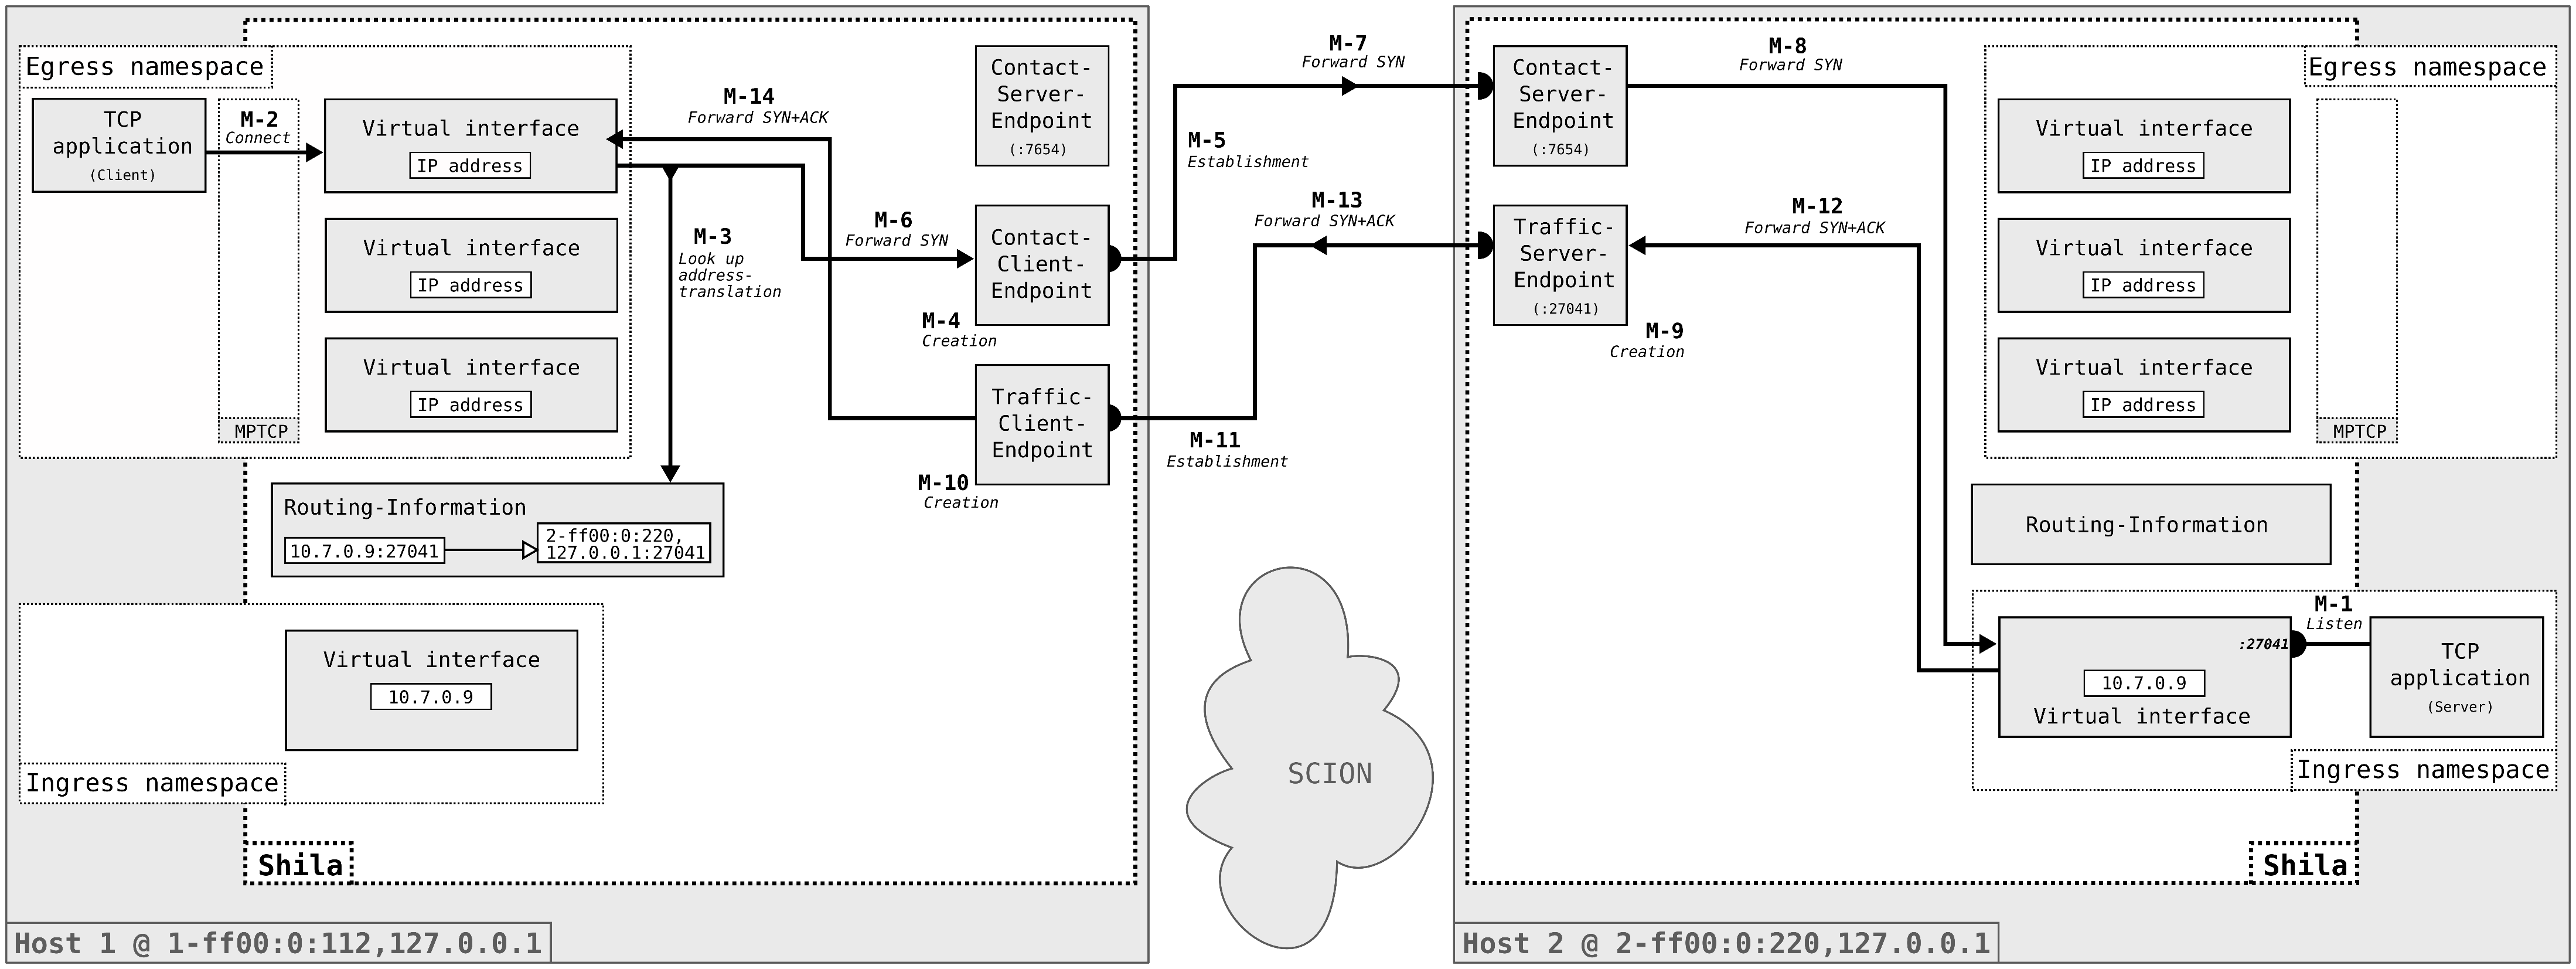 Egress namespace
TCP
application
(Client)
M-2
Connect
MPTCP
Virtual interface
IP address
Virtual interface
IP address
Virtual interface
IP address
M-14
Forward SYN+ACK
M-3
Look up
address-
translation
M-6
Forward SYN
Contact-
Server-
Endpoint
(:7654)
Contact-
Client-
Endpoint
M-4
Creation
Traffic-
Client-
Endpoint
M-10
Creation
Routing-Information
10.7.0.9:27041
2-ff00:0:220,
127.0.0.1:27041
Virtual interface
10.7.0.9
Ingress namespace
Shila
Host 1 @ 1-ff00:0:112,127.0.0.1
M-7
Forward SYN
M-5
Establishment
M-13
Forward SYN+ACK
M-11
Establishment
SCION
Contact-
Server-
Endpoint
(:7654)
M-8
Forward SYN
Traffic-
Server-
Endpoint
(:27041)
M-9
Creation
M-12
Forward SYN+ACK
Egress namespace
Virtual interface
IP address
Virtual interface
IP address
Virtual interface
IP address
MPTCP
Routing-Information
M-1
Listen
:27041
10.7.0.9
Virtual interface
TCP
application
(Server)
Ingress namespace
Shila
Host 2 @ 2-ff00:0:220,127.0.0.1